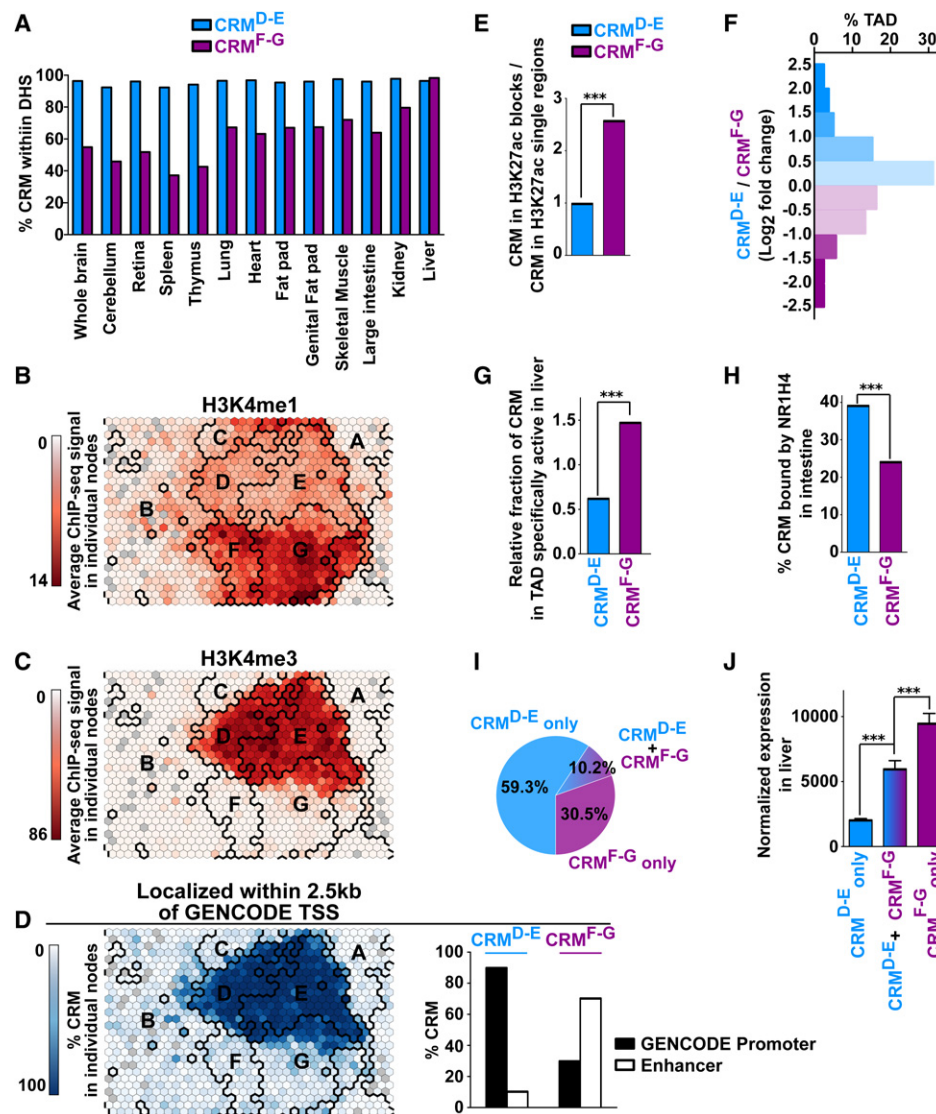 A
CRM^D-E
CRM^F-G
% CRM withiin DHS
100
80
60
40
20
0
Whole brain
Cerebellum
Retina
Spleen
Thymus
Lung
Heart
Fat pad
Genital Fat pad
Skeletal Muscle
Large intestine
Kidney
Liver
E
CRM^D-E
CRM^F-G
CRM in H3K27ac blocks /
CRM in H3K27ac single regions
3
2
1
0
***
F
% TAD
0 10 20 30
CRM^D-E / CRM^F-G
(Log2 fold change)
2.5
2.0
1.0
0.5
0.0
-0.5
-1.0
-2.0
-2.5
B
H3K4me1
0
14
Average ChIP-seq signal
in individual nodes
C
A
D
E
B
F
G
G
Relative fraction of CRM
in TAD specifically active in liver
1.5
1.0
0.5
0.0
***
CRM^D-E
CRM^F-G
H
% CRM bound by NR1H4
in intestine
40
30
20
10
0
***
CRM^D-E
CRM^F-G
C
H3K4me3
0
86
Average ChIP-seq signal
in individual nodes
C
A
D
E
B
F
G
I
CRM^D-E only
59.3%
CRM^D-E
+
CRM^F-G
10.2%
30.5%
CRM^F-G only
J
Normalized expression
in liver
10000
5000
0
***
***
CRM^D-E only
CRM^D-E + CRM^F-G
CRM^F-G only
D
Localized within 2.5kb
of GENCODE TSS
0
100
% CRM
in individual nodes
C
A
D
E
B
F
G
CRM^D-E
CRM^F-G
% CRM
100
80
60
40
20
0
GENCODE Promoter
Enhancer